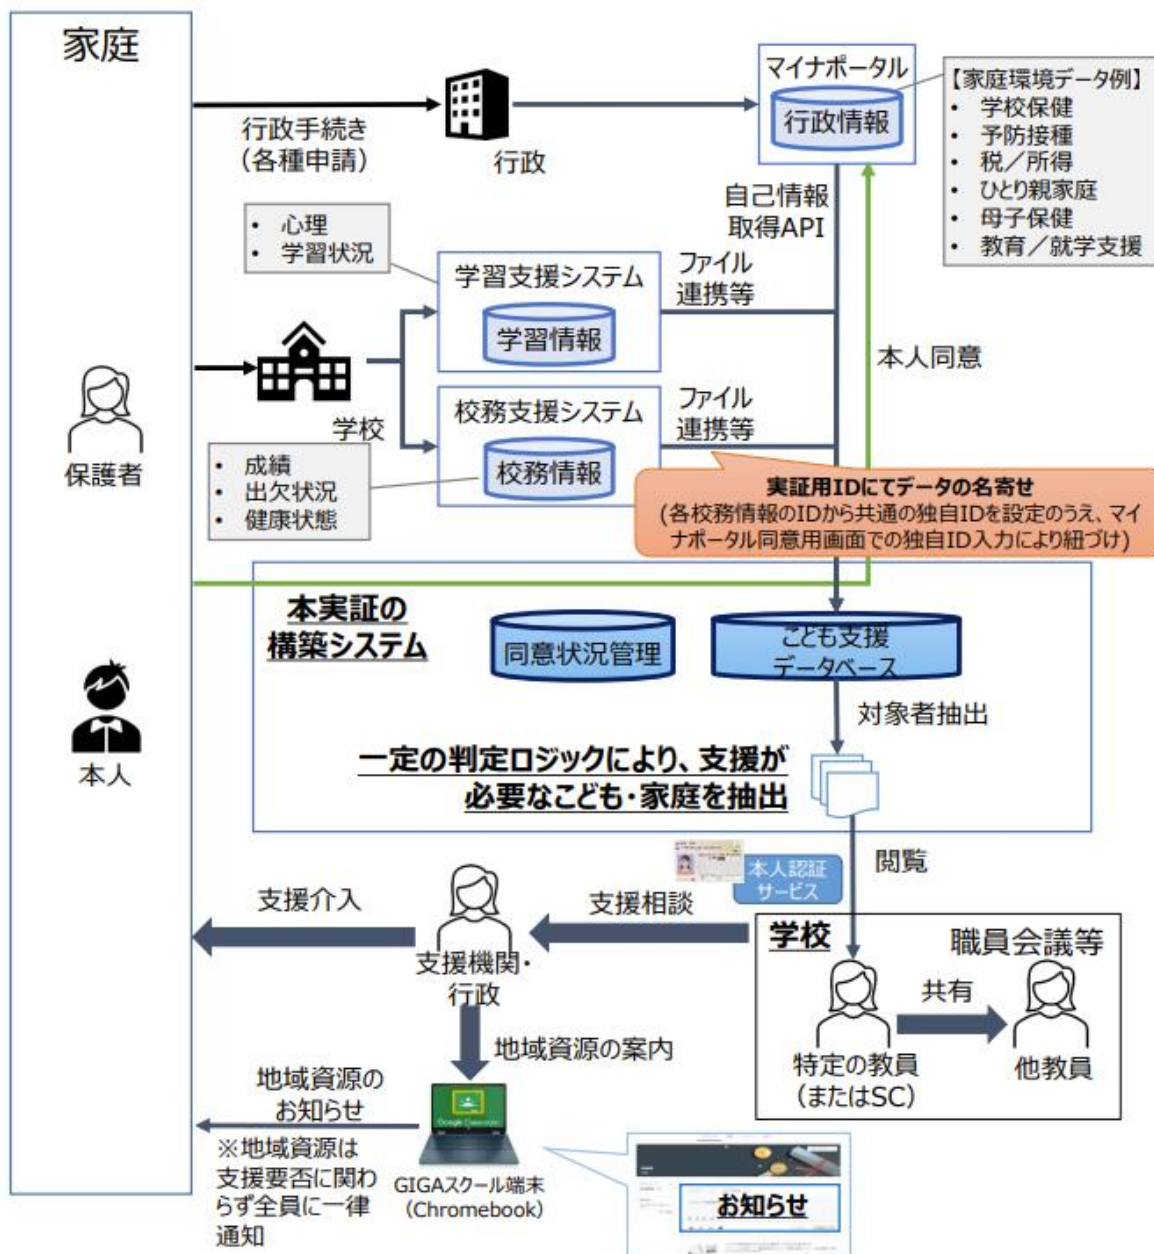 家庭
マイナポータル
行政情報
【家庭環境データ例】
• 学校保健
• 予防接種
• 税／所得
• ひとり親家庭
• 母子保健
• 教育／就学支援
行政手続き
（各種申請）
行政
自己情報
取得API
• 心理
• 学習状況
学習支援システム
学習情報
ファイル
連携等
本人同意
学校
校務支援システム
校務情報
ファイル
連携等
保護者
• 成績
• 出欠状況
• 健康状態
実証用IDにてデータの名寄せ
(各校務情報のIDから共通の独自IDを設定のうえ、マイ
ナポータル同意用画面での独自ID入力により紐づけ)
本実証の
構築システム
同意状況管理
こども支援
データベース
本人
対象者抽出
一定の判定ロジックにより、支援が
必要なこども・家庭を抽出
本人認証
サービス
閲覧
支援介入
支援相談
支援機関・
行政
学校
職員会議等
共有
特定の教員
（またはSC）
他教員
地域資源の案内
地域資源の
お知らせ
※地域資源は
支援要否に関わ
らず全員に一律
通知
Google Classroom
GIGAスクール端末
（Chromebook）
お知らせ